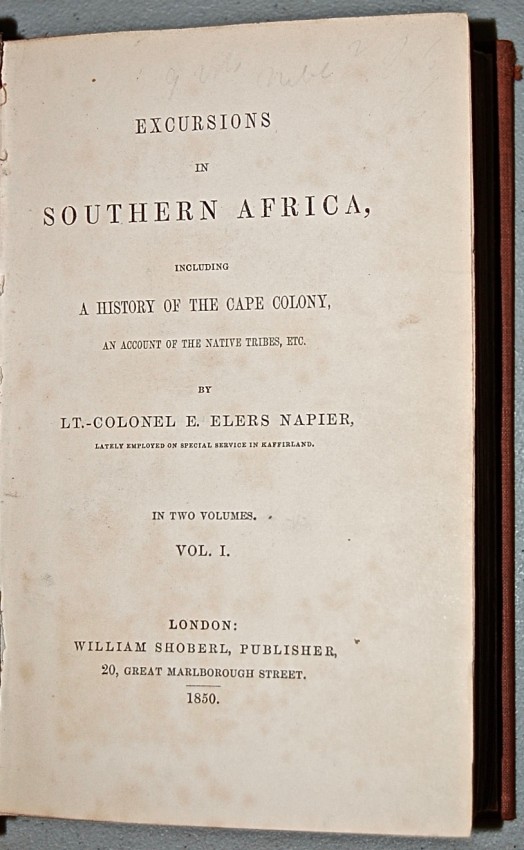 EXCURSIONS
IN
SOUTHERN AFRICA,
INCLUDING
A HISTORY OF THE CAPE COLONY,
AN ACCOUNT OF THE NATIVE TRIBES, ETC.
BY
LT.-COLONEL E. ELERS NAPIER,
LATELY EMPLOYED ON SPECIAL SERVICE IN KAFFIRLAND.
IN TWO VOLUMES.
VOL. I.
LONDON:
WILLIAM SHOBERL, PUBLISHER,
20, GREAT MARLBOROUGH STREET.
1850.